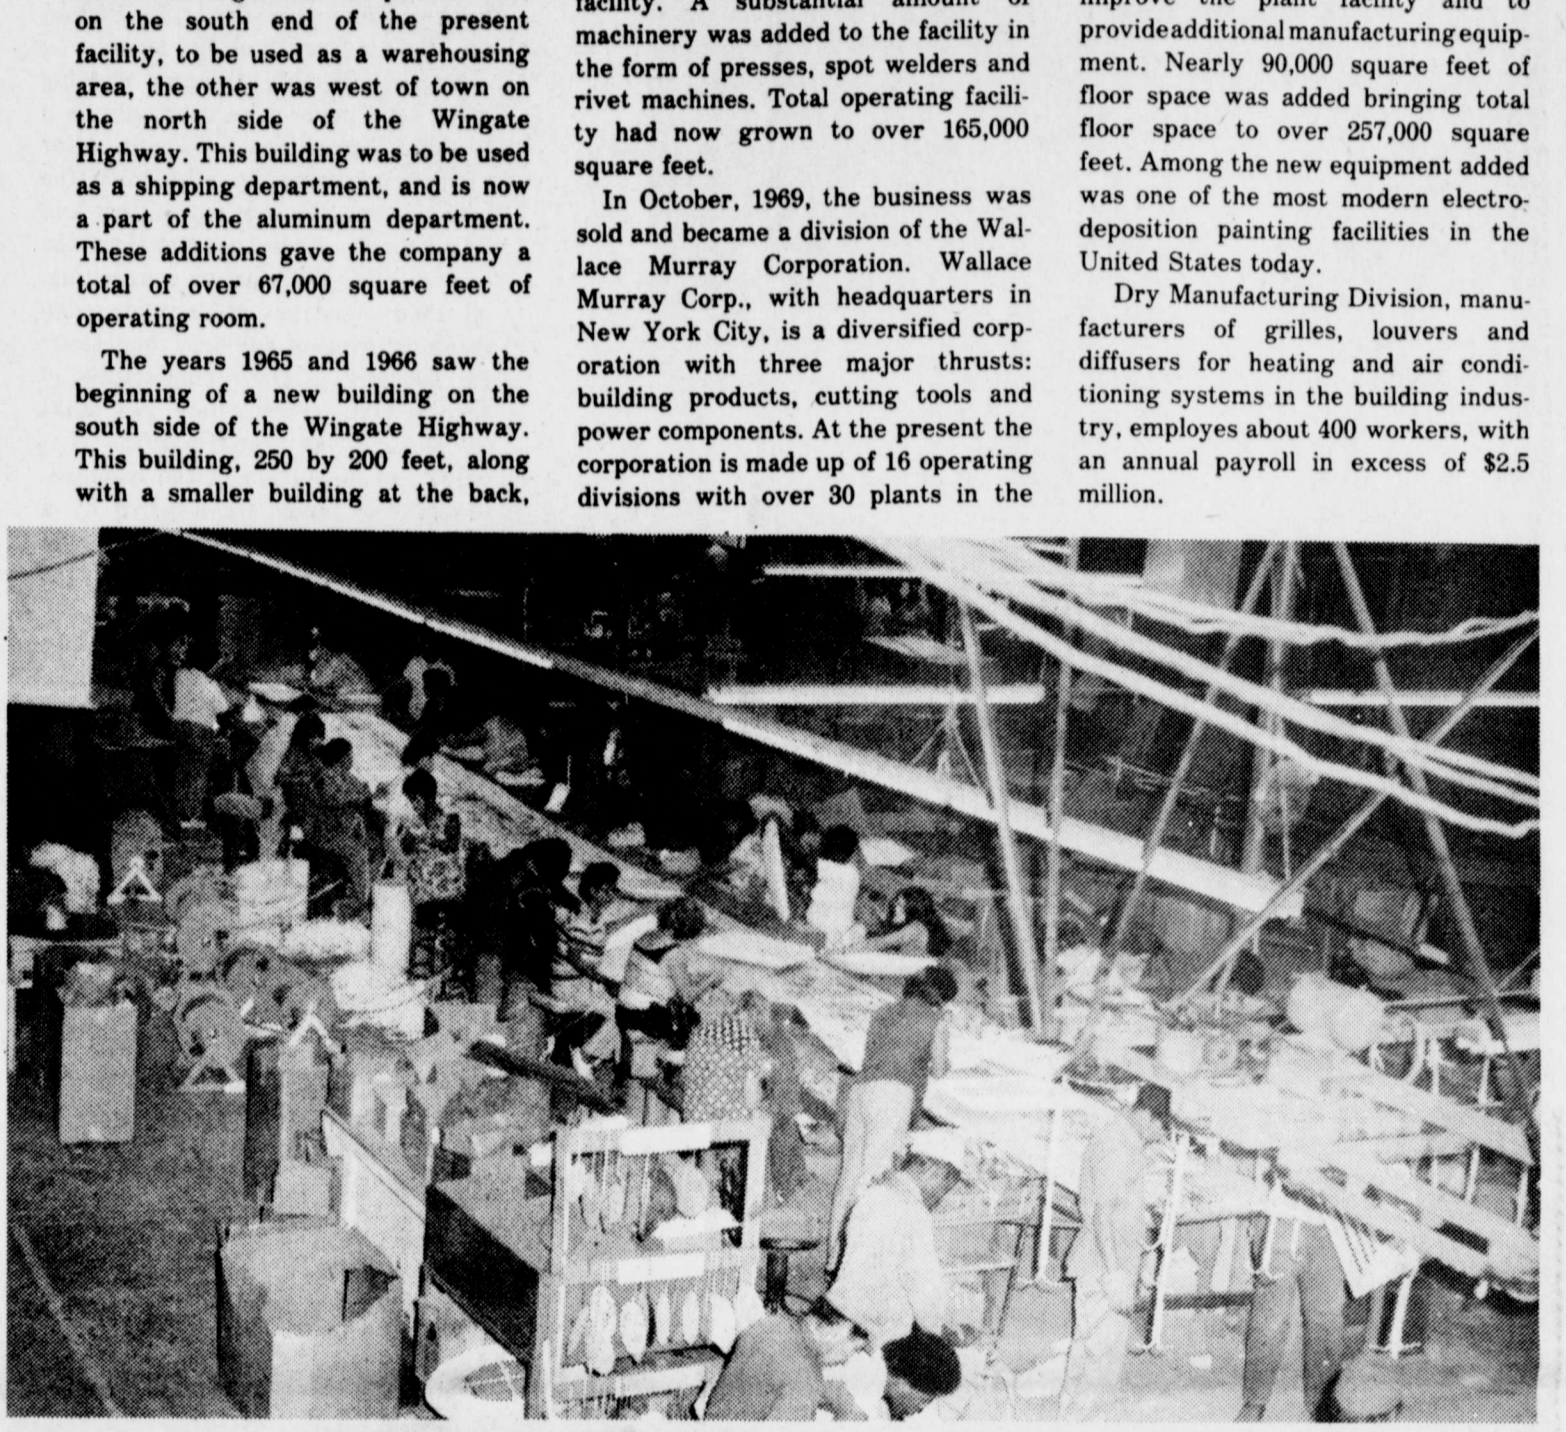 on the south end of the present
facility, to be used as a warehousing
area, the other was west of town on
the north side of the Wingate
Highway. This building was to be used
as a shipping department, and is now
a part of the aluminum department.
These additions gave the company a
total of over 67,000 square feet of
operating room.
The years 1965 and 1966 saw the
beginning of a new building on the
south side of the Wingate Highway.
This building, 250 by 200 feet, along
with a smaller building at the back,
facility. A substantial amount of
machinery was added to the facility in
the form of presses, spot welders and
rivet machines. Total operating facili-
ty had now grown to over 165,000
square feet.
In October, 1969, the business was
sold and became a division of the Wal-
lace Murray Corporation. Wallace
Murray Corp., with headquarters in
New York City, is a diversified corp-
oration with three major thrusts:
building products, cutting tools and
power components. At the present the
corporation is made up of 16 operating
divisions with over 30 plants in the
improve the plant facility and to
provide additional manufacturing equip-
ment. Nearly 90,000 square feet of
floor space was added bringing total
floor space to over 257,000 square
feet. Among the new equipment added
was one of the most modern electro-
deposition painting facilities in the
United States today.
Dry Manufacturing Division, manu-
facturers of grilles, louvers and
diffusers for heating and air condi-
tioning systems in the building indus-
try, employes about 400 workers, with
an annual payroll in excess of $2.5
million.